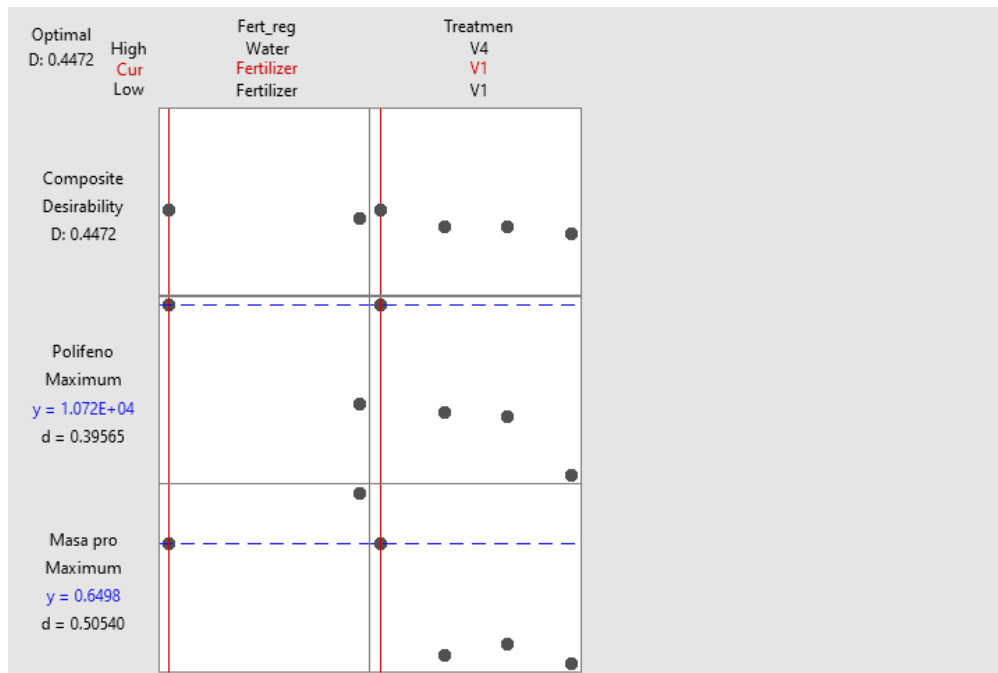 Optimal
D: 0.4472
High
Cur
Low
Fert_reg
Water
Fertilizer
Fertilizer
Treatmen
V4
V1
V1
Composite
Desirability
D: 0.4472
Polifeno
Maximum
y = 1.072E+04
d = 0.39565
Masa pro
Maximum
y = 0.6498
d = 0.50540